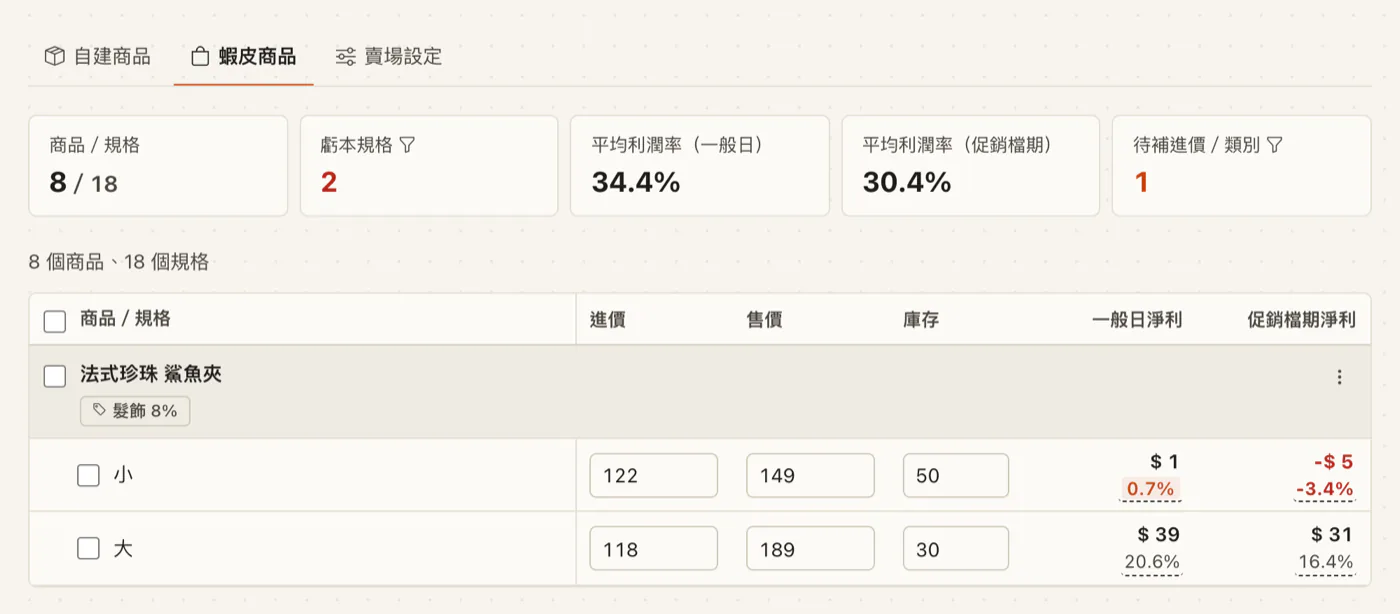 自建商品 蝦皮商品 賣場設定
商品 / 規格
8 / 18
虧本規格
2
平均利潤率（一般日）
34.4%
平均利潤率（促銷檔期）
30.4%
待補進價 / 類別
1
8 個商品、18 個規格
商品 / 規格 進價 售價 庫存 一般日淨利 促銷檔期淨利
法式珍珠 鯊魚夾
髮飾 8%
小 122 149 50 $ 1 -$ 5
0.7% -3.4%
大 118 189 30 $ 39 $ 31
20.6% 16.4%